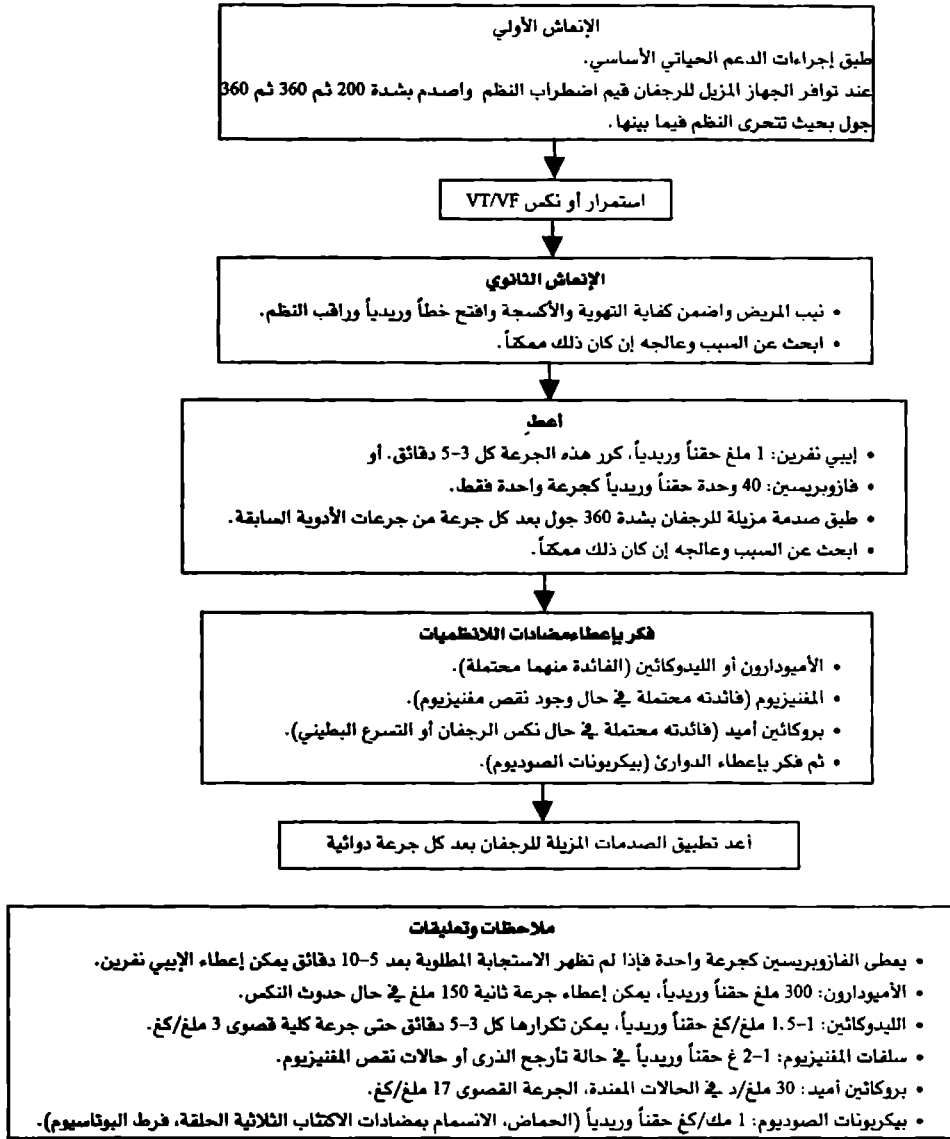 الإنعاش الأولي
طبق إجراءات الدعم الحياتي الأساسي.
عند توافر الجهاز المزيل للرجفان قيم اضطراب النظم واصدم بشدة 200 ثم 360 ثم 360
جول بحيث تتحرى النظم فيما بينها.
استمرار أو نكس VT/VF
الإنعاش الثانوي
• نبب المريض واضمن كفاية التهوية والأكسجة وافتح خطاً وريدياً وراقب النظم.
• ابحث عن السبب وعالجه إن كان ذلك ممكناً.
أعطِ
• إيبي نفرين: 1 ملغ حقناً وريدياً، كرر هذه الجرعة كل 3-5 دقائق. أو
• فازوبريسين: 40 وحدة حقناً وريدياً كجرعة واحدة فقط.
• طبق صدمة مزيلة للرجفان بشدة 360 جول بعد كل جرعة من جرعات الأدوية السابقة.
• ابحث عن السبب وعالجه إن كان ذلك ممكناً.
فكر بإعطاء مضادات اللانظميات
• الأميودارون أو الليدوكائين (الفائدة منهما محتملة).
• المغنيزيوم (فائدته محتملة في حال وجود نقص مغنيزيوم).
• بروكائين أميد (فائدته محتملة في حال نكس الرجفان أو التسرع البطيني).
• ثم فكر بإعطاء الدوارئ (بيكربونات الصوديوم).
أعد تطبيق الصدمات المزيلة للرجفان بعد كل جرعة دوائية
ملاحظات وتعليقات
• يعطى الفازوبريسين كجرعة واحدة فإذا لم تظهر الاستجابة المطلوبة بعد 5-10 دقائق يمكن إعطاء الإيبي نفرين.
• الأميودارون: 300 ملغ حقناً وريدياً، يمكن إعطاء جرعة ثانية 150 ملغ في حال حدوث النكس.
• الليدوكائين: 1-1.5 ملغ/كغ حقناً وريدياً، يمكن تكرارها كل 3-5 دقائق حتى جرعة كلية قصوى 3 ملغ/كغ.
• سلفات المغنيزيوم: 1-2 غ حقناً وريدياً في حالة تأرجح الذرى أو حالات نقص المغنيزيوم.
• بروكائين أميد: 30 ملغ/د في الحالات المعندة، الجرعة القصوى 17 ملغ/كغ.
• بيكربونات الصوديوم: 1 مك/كغ حقناً وريدياً (الحماض، الانسمام بمضادات الاكتئاب الثلاثية الحلقة، فرط البوتاسيوم).